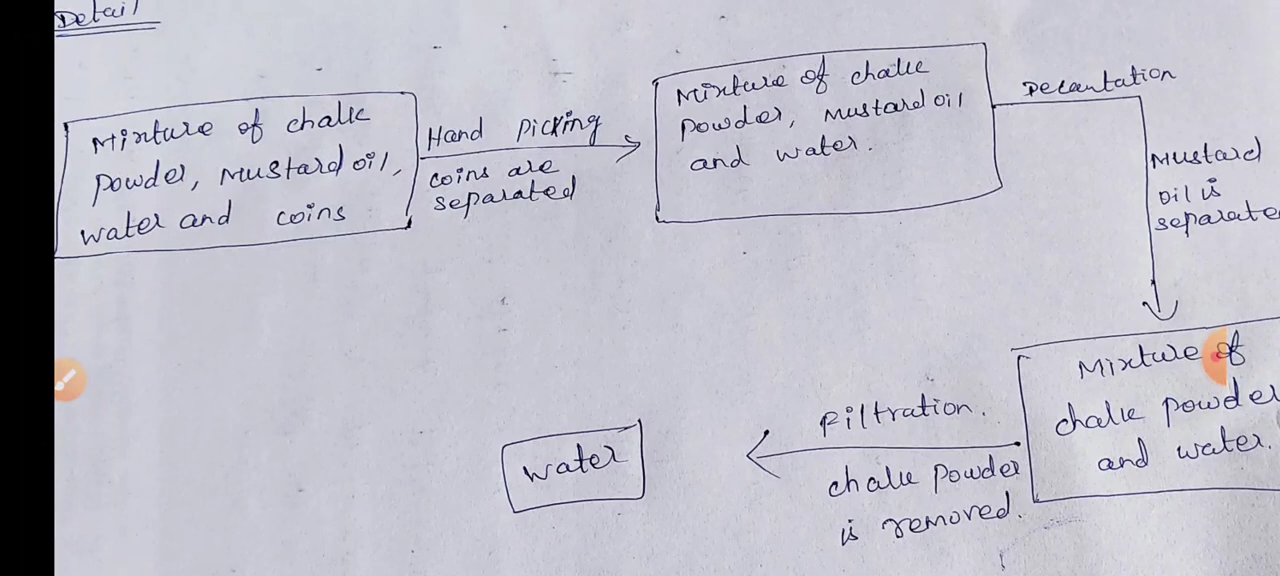 Detail
Mixture of chalk
Powder, Mustard oil,
water and coins
Hand Picking
coins are
separated
Mixture of chalk
Powder, Mustard oil
and water.
Decantation
Mustard
oil is
separate
Mixture of
chalk powder
and water.
Filtration.
chalk Powder
is removed.
water